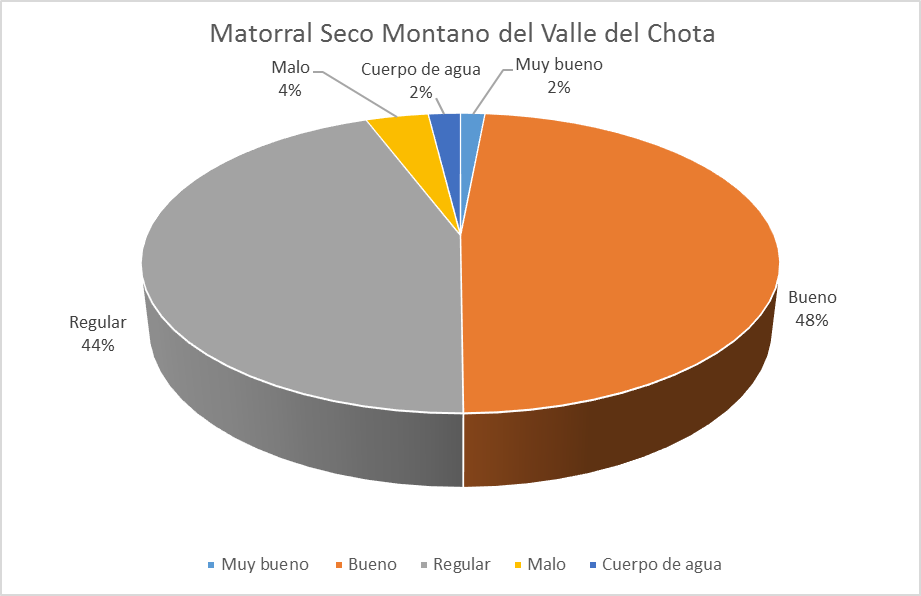 Matorral Seco Montano del Valle del Chota
Malo
4%
Cuerpo de agua
2%
Muy bueno
2%
Bueno
48%
Regular
44%
Muy bueno Bueno Regular Malo Cuerpo de agua